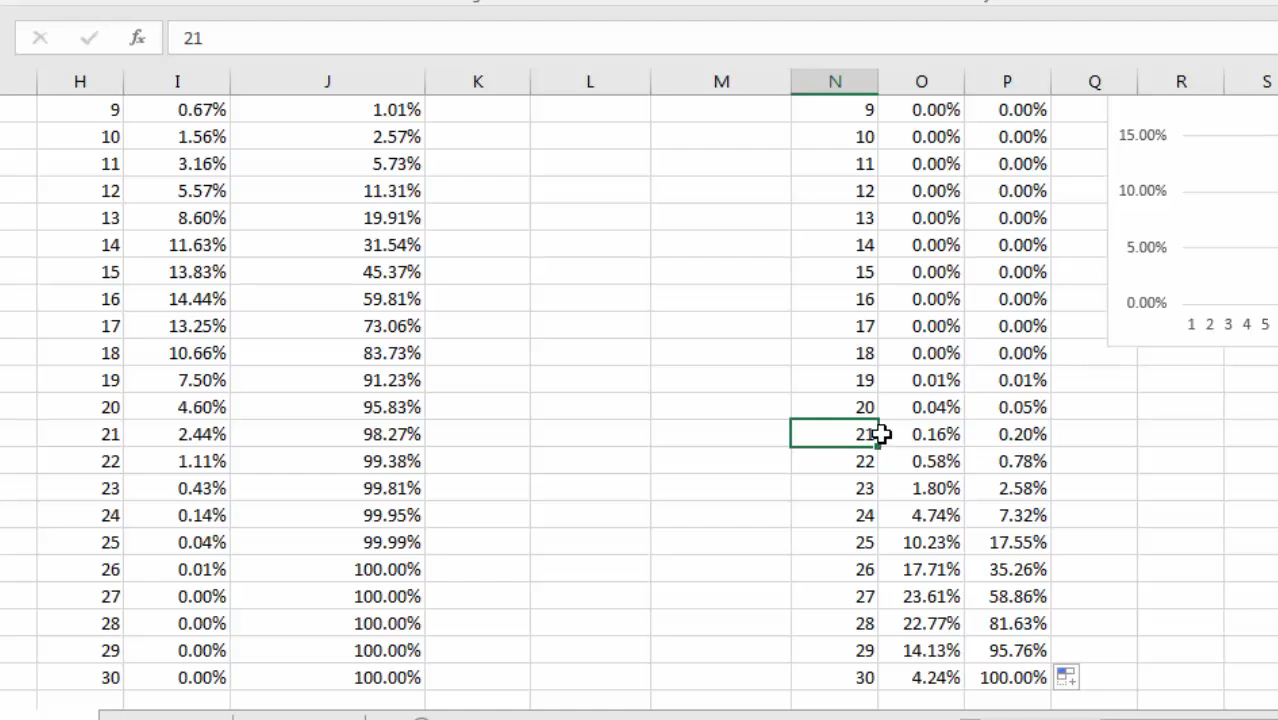 fx 21
H I J K L M N O P Q R S
9 0.67% 1.01% 9 0.00% 0.00%
15.00%
10 1.56% 2.57% 10 0.00% 0.00%
11 3.16% 5.73% 11 0.00% 0.00%
12 5.57% 11.31% 12 0.00% 0.00% 10.00%
13 8.60% 19.91% 13 0.00% 0.00%
14 11.63% 31.54% 14 0.00% 0.00% 5.00%
15 13.83% 45.37% 15 0.00% 0.00%
16 14.44% 59.81% 16 0.00% 0.00% 0.00%
17 13.25% 73.06% 17 0.00% 0.00% 1 2 3 4 5
18 10.66% 83.73% 18 0.00% 0.00%
19 7.50% 91.23% 19 0.01% 0.01%
20 4.60% 95.83% 20 0.04% 0.05%
21 2.44% 98.27% 21 0.16% 0.20%
22 1.11% 99.38% 22 0.58% 0.78%
23 0.43% 99.81% 23 1.80% 2.58%
24 0.14% 99.95% 24 4.74% 7.32%
25 0.04% 99.99% 25 10.23% 17.55%
26 0.01% 100.00% 26 17.71% 35.26%
27 0.00% 100.00% 27 23.61% 58.86%
28 0.00% 100.00% 28 22.77% 81.63%
29 0.00% 100.00% 29 14.13% 95.76%
30 0.00% 100.00% 30 4.24% 100.00%